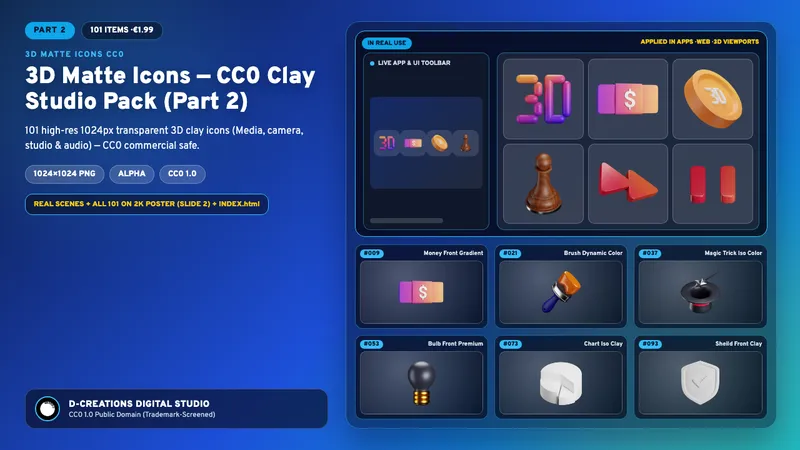 PART 2
101 ITEMS · €1.99
3D MATTE ICONS CC0
3D Matte Icons — CC0 Clay
Studio Pack (Part 2)
101 high-res 1024px transparent 3D clay icons (Media, camera,
studio & audio) — CC0 commercial safe.
1024×1024 PNG
ALPHA
CC0 1.0
REAL SCENES + ALL 101 ON 2K POSTER (SLIDE 2) + INDEX.html
D-CREATIONS DIGITAL STUDIO
CC0 1.0 Public Domain (Trademark-Screened)
IN REAL USE
APPLIED IN APPS · WEB · 3D VIEWPORTS
LIVE APP & UI TOOLBAR
3D
$
3D
3D
$
3D
#009
Money Front Gradient
$
#021
Brush Dynamic Color
#037
Magic Trick Iso Color
#053
Bulb Front Premium
#073
Chart Iso Clay
#093
Sheild Front Clay